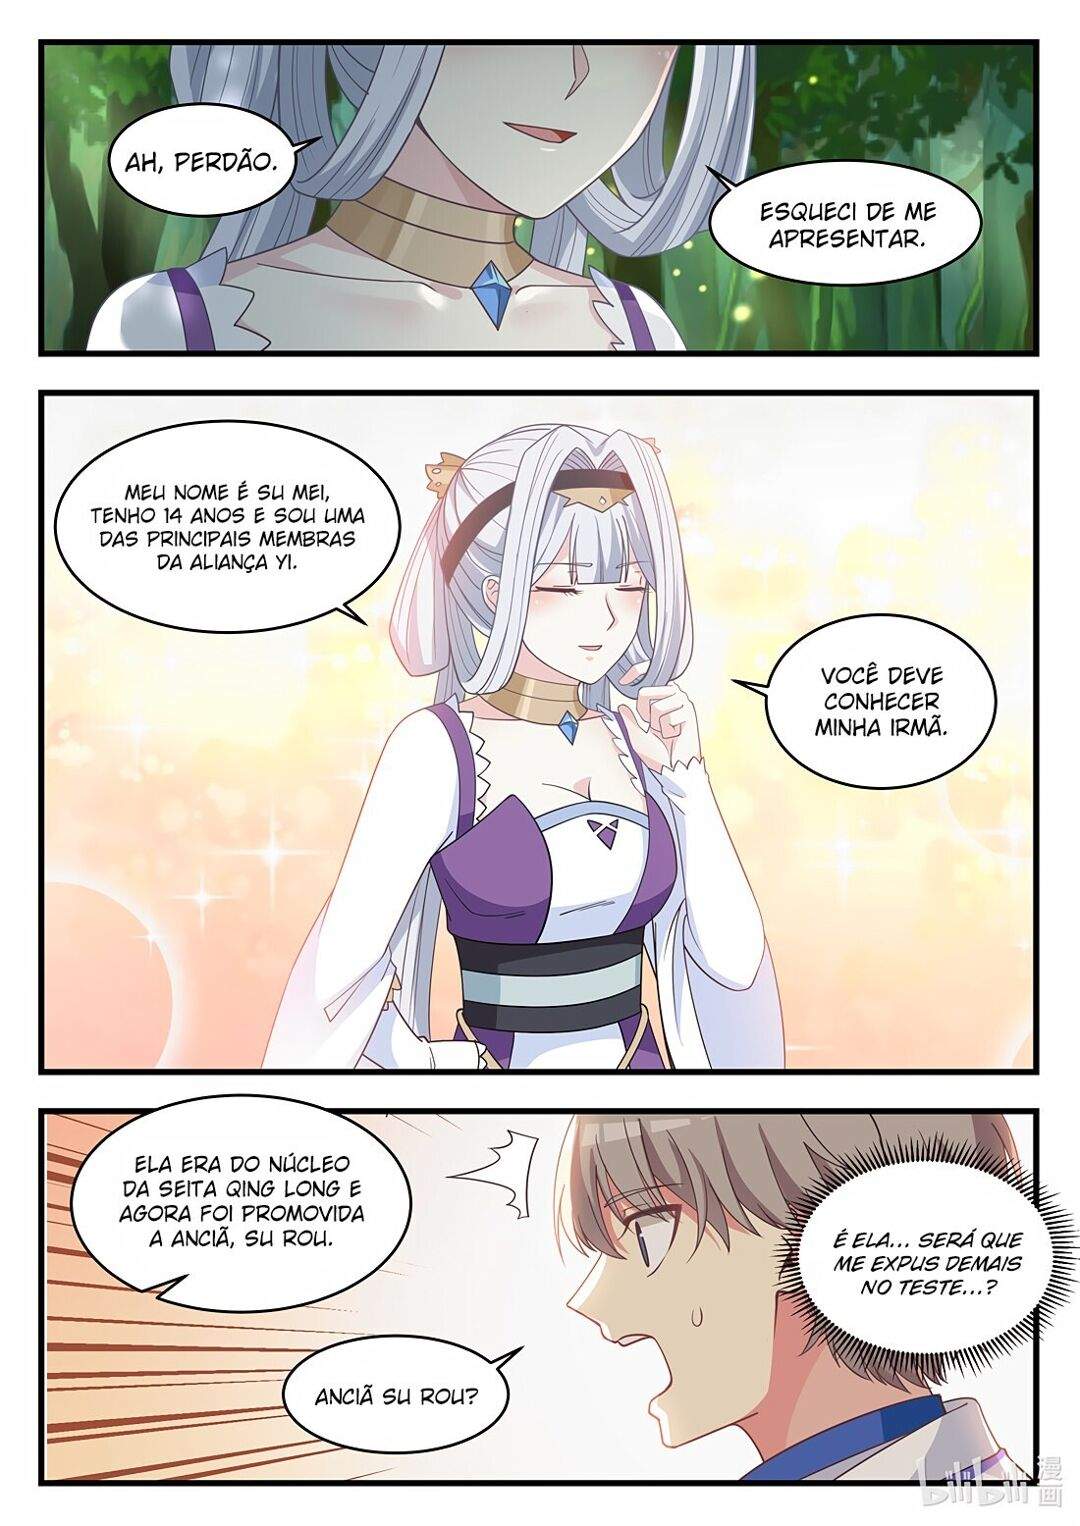 AH, PERDÃO.
ESQUECI DE ME
APRESENTAR.
MEU NOME É SU MEI,
TENHO 14 ANOS E SOU UMA
DAS PRINCIPAIS MEMBRAS
DA ALIANÇA YI.
VOCÊ DEVE
CONHECER
MINHA IRMÃ.
ELA ERA DO NÚCLEO
DA SEITA QING LONG E
AGORA FOI PROMOVIDA
A ANCIÃ, SU ROU.
É ELA... SERÁ QUE
ME EXPUS DEMAIS
NO TESTE...?
ANCIÃ SU ROU?
bilibili 漫画